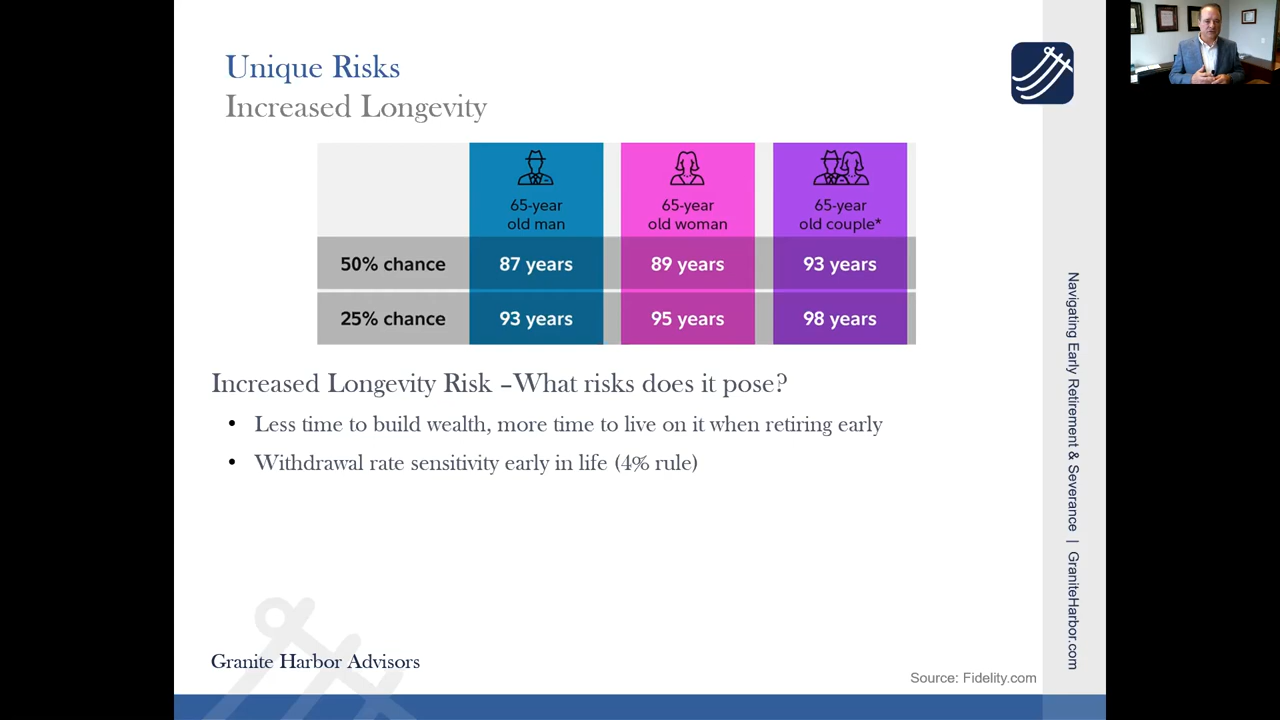 Unique Risks
Increased Longevity
65-year
old man
65-year
old woman
65-year
old couple*
50% chance
87 years
89 years
93 years
25% chance
93 years
95 years
98 years
Increased Longevity Risk –What risks does it pose?
• Less time to build wealth, more time to live on it when retiring early
• Withdrawal rate sensitivity early in life (4% rule)
Granite Harbor Advisors
Source: Fidelity.com
Navigating Early Retirement & Severance | GraniteHarbor.com